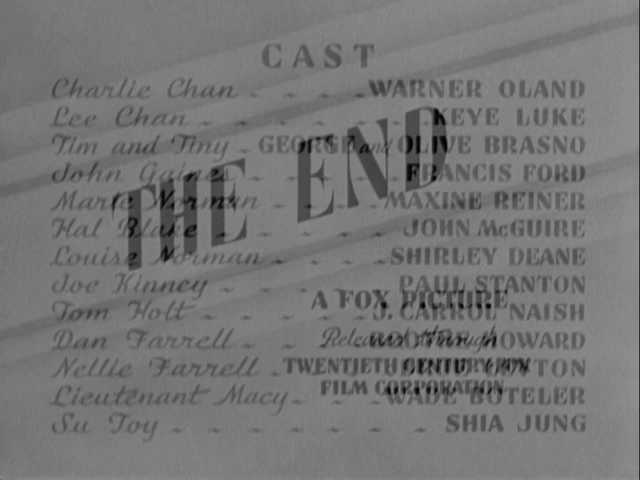 CAST
Charlie Chan - - - WARNER OLAND
Lee Chan - - - - - - KEYE LUKE
Tim and Tiny - GEORGE and OLIVE BRASNO
John Gaines - - - - - FRANCIS FORD
Marie Norman - - - - MAXINE REINER
Hal Blake - - - - - JOHN McGUIRE
Louise Norman - - - - SHIRLEY DEANE
Joe Kinney - - - - - PAUL STANTON
Tom Holt - - - - J. CARROL NAISH
Dan Farrell - - HOWARD
Nellie Farrell -
Lieutenant Macy - - - WADE BOTELER
Su Toy - - - - - - - SHIA JUNG
THE END
A FOX PICTURE
Released through
TWENTIETH CENTURY-FOX
FILM CORPORATION